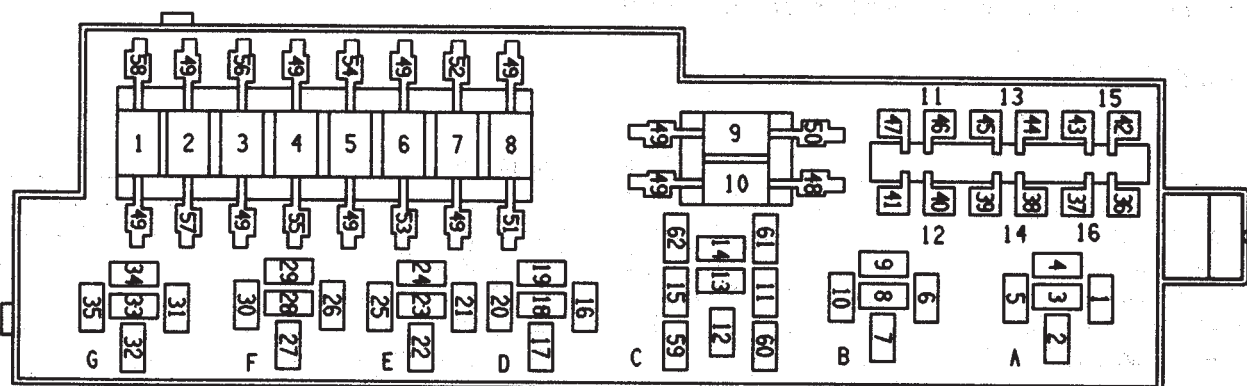 11 13 15
58 49 56 49 54 49 52 49
47 46 45 44 43 42
1 2 3 4 5 6 7 8
49 9 50
49 10 48
41 40 39 38 37 36
49 57 49 55 49 53 49 51
12 14 16
62 14 61
34 29 24 19 13 9 4
35 33 31 30 28 26 25 23 21 20 18 16 15 11 10 8 6 5 3 1
32 27 22 17 59 12 60 7 2
G F E D C B A